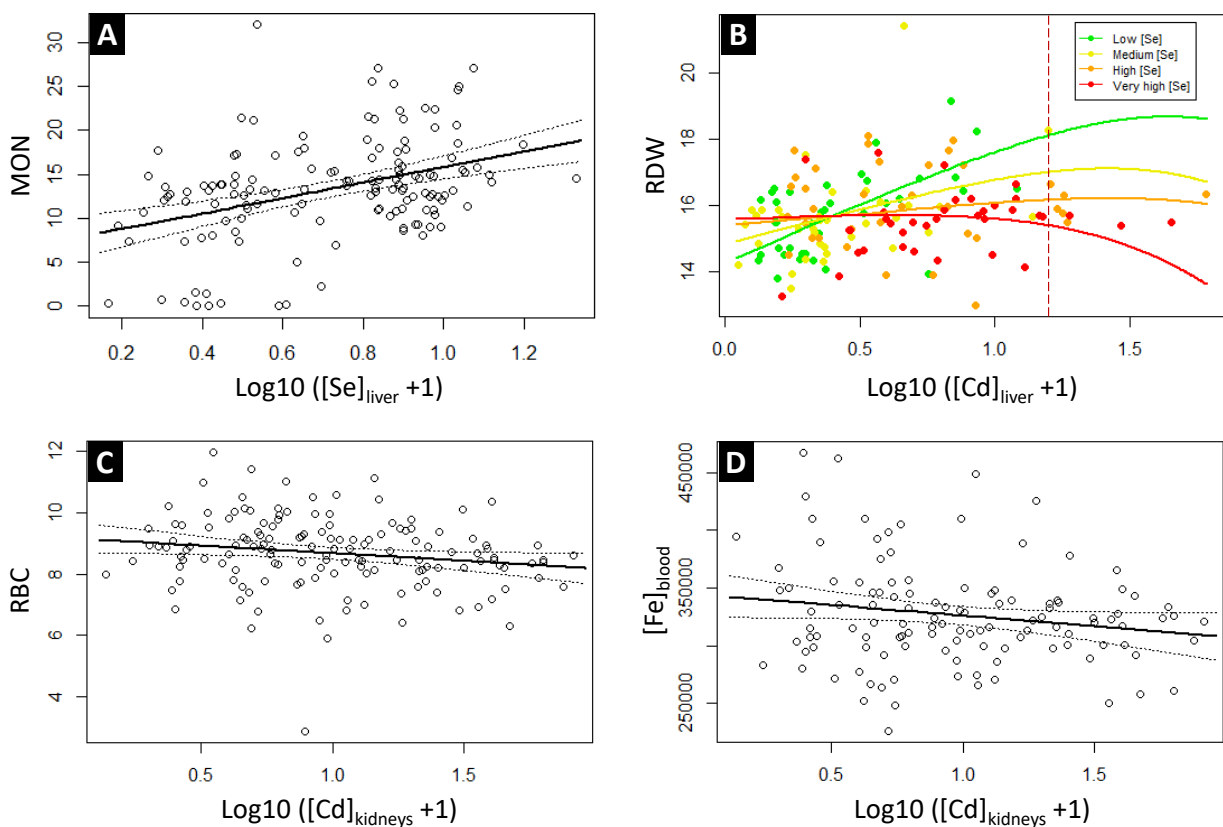 A
MON
0 5 10 15 20 25 30
0.2 0.4 0.6 0.8 1.0 1.2
Log10 ([Se]liver +1)
B
RDW
14 16 18 20
Low [Se]
Medium [Se]
High [Se]
Very high [Se]
0.0 0.5 1.0 1.5
Log10 ([Cd]liver +1)
C
RBC
4 6 8 10 12
0.5 1.0 1.5
Log10 ([Cd]kidneys +1)
D
[Fe]blood
250000 350000 450000
0.5 1.0 1.5
Log10 ([Cd]kidneys +1)